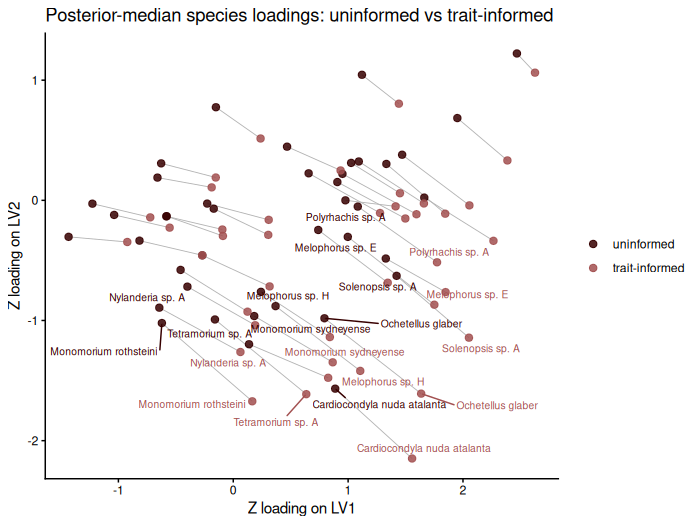 Posterior-median species loadings: uninformed vs trait-informed
1
0
-1
-2
Z loading on LV2
Polyrhachis sp. A
Melophorus sp. E
Polyrhachis sp. A
Solenopsis sp. A
Melophorus sp. E
Nylanderia sp. A
Melophorus sp. H
Ochetellus glaber
Tetramorium sp. A
Monomorium sydneyense
Solenopsis sp. A
Monomorium rothsteini
Monomorium sydneyense
Nylanderia sp. A
Melophorus sp. H
Monomorium rothsteini
Cardiocondyla nuda atalanta
Ochetellus glaber
Tetramorium sp. A
Cardiocondyla nuda atalanta
-1
0
1
2
Z loading on LV1
uninformed
trait-informed